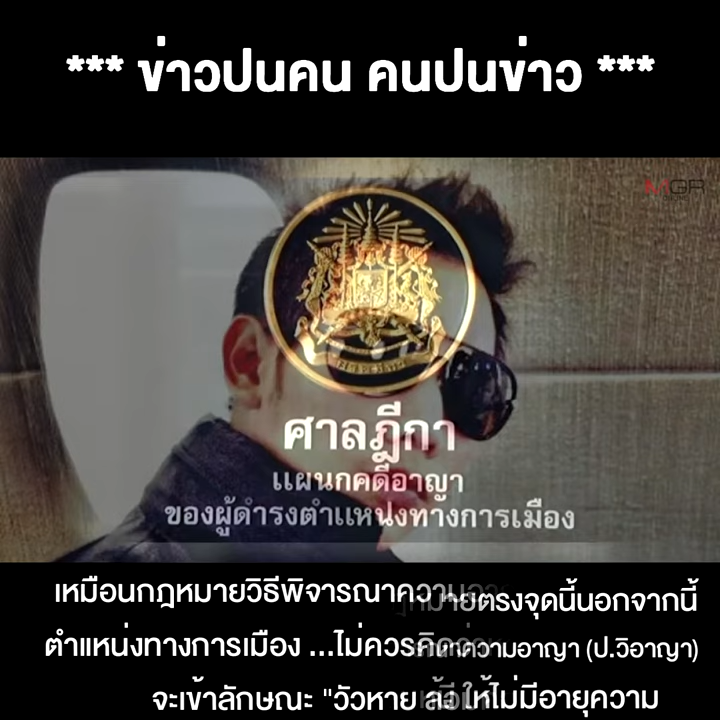 *** ข่าวปนคน คนปนข่าว ***
MGR
ONLINE
ศาลฎีกา
แผนกคดีอาญา
ของผู้ดำรงตำแหน่งทางการเมือง
เหมือนกฎหมายวิธีพิจารณาความอา
หมายตรงจุดนี้นอกจากนี้
ตำแหน่งทางการเมือง ...ไม่ควรคิด
ความอาญา (ป.วิอาญา)
จะเข้าลักษณะ "วัวหาย ล้อ
ให้ไม่มีอายุความ